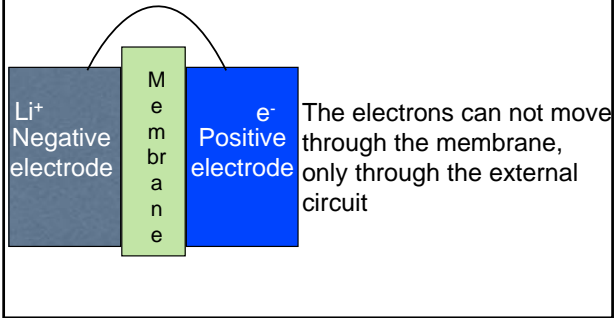 Li⁺
Negative
electrode
M
e
m
br
a
n
e
e⁻
Positive
electrode
The electrons can not move
through the membrane,
only through the external
circuit